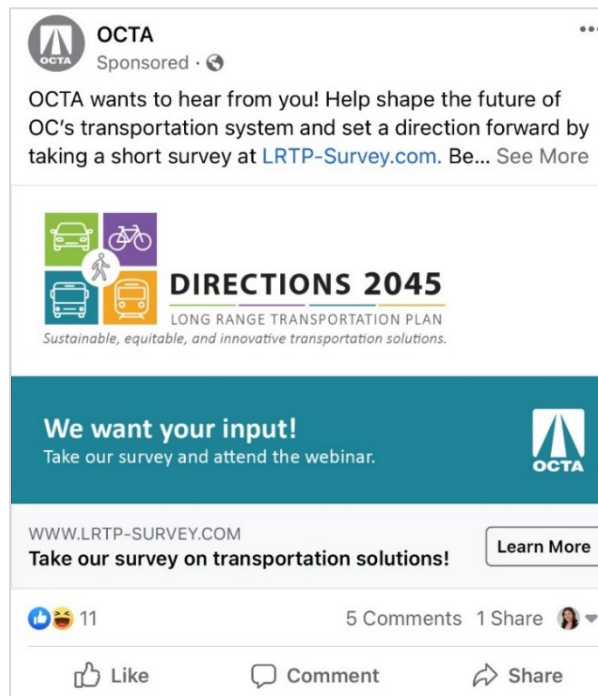 OCTA
OCTA
Sponsored ·
OCTA wants to hear from you! Help shape the future of
OC's transportation system and set a direction forward by
taking a short survey at LRTP-Survey.com. Be... See More
DIRECTIONS 2045
LONG RANGE TRANSPORTATION PLAN
Sustainable, equitable, and innovative transportation solutions.
We want your input!
Take our survey and attend the webinar.
OCTA
WWW.LRTP-SURVEY.COM
Take our survey on transportation solutions!
Learn More
11
5 Comments 1 Share
Like Comment Share